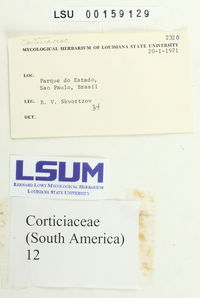 LSU 00159129
Corticiaceae
2320
MYCOLOGICAL HERBARIUM OF LOUISIANA STATE UNIVERSITY
20-1-1971
LOC. Parque do Estado,
Sao Paulo, Brasil
LEG. B. V. Skvortzov
34
DET.
LSUM
BERNARD LOWY MYCOLOGICAL HERBARIUM
LOUISIANA STATE UNIVERSITY
Corticiaceae
(South America)
12